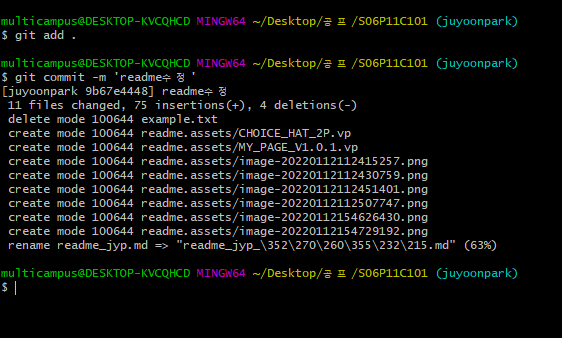 multicampus@DESKTOP-KVCQHCD MINGW64 ~/Desktop/공 프 /S06P11C101 (juyoonpark)
$ git add .
multicampus@DESKTOP-KVCQHCD MINGW64 ~/Desktop/공 프 /S06P11C101 (juyoonpark)
$ git commit -m 'readme수 정 '
[juyoonpark 9b67e4448] readme수 정
11 files changed, 75 insertions(+), 4 deletions(-)
delete mode 100644 example.txt
create mode 100644 readme.assets/CHOICE_HAT_2P.vp
create mode 100644 readme.assets/MY_PAGE_V1.0.1.vp
create mode 100644 readme.assets/image-20220112112415257.png
create mode 100644 readme.assets/image-20220112112430759.png
create mode 100644 readme.assets/image-20220112112451401.png
create mode 100644 readme.assets/image-20220112112507747.png
create mode 100644 readme.assets/image-20220112154626430.png
create mode 100644 readme.assets/image-20220112154729192.png
rename readme_jyp.md => "readme_jyp_\352\270\260\355\232\215.md" (63%)
multicampus@DESKTOP-KVCQHCD MINGW64 ~/Desktop/공 프 /S06P11C101 (juyoonpark)
$